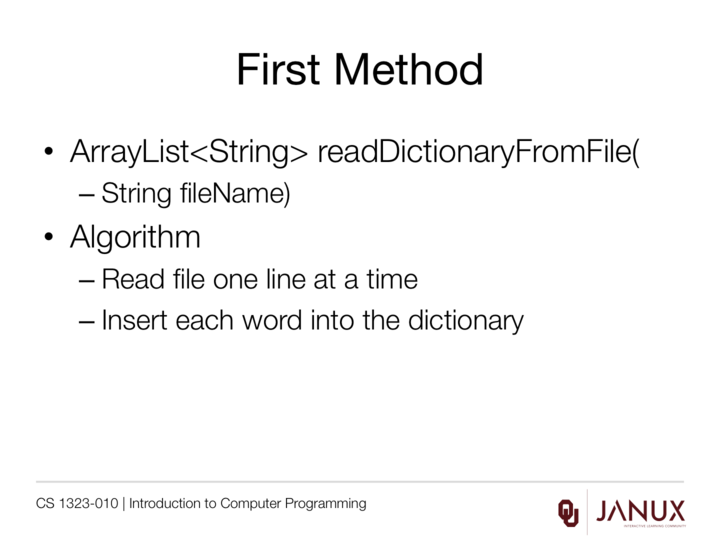 First Method
• ArrayList<String> readDictionaryFromFile(
– String fileName)
• Algorithm
– Read file one line at a time
– Insert each word into the dictionary
CS 1323-010 | Introduction to Computer Programming
OU
JANUX
INTERACTIVE LEARNING COMMUNITY